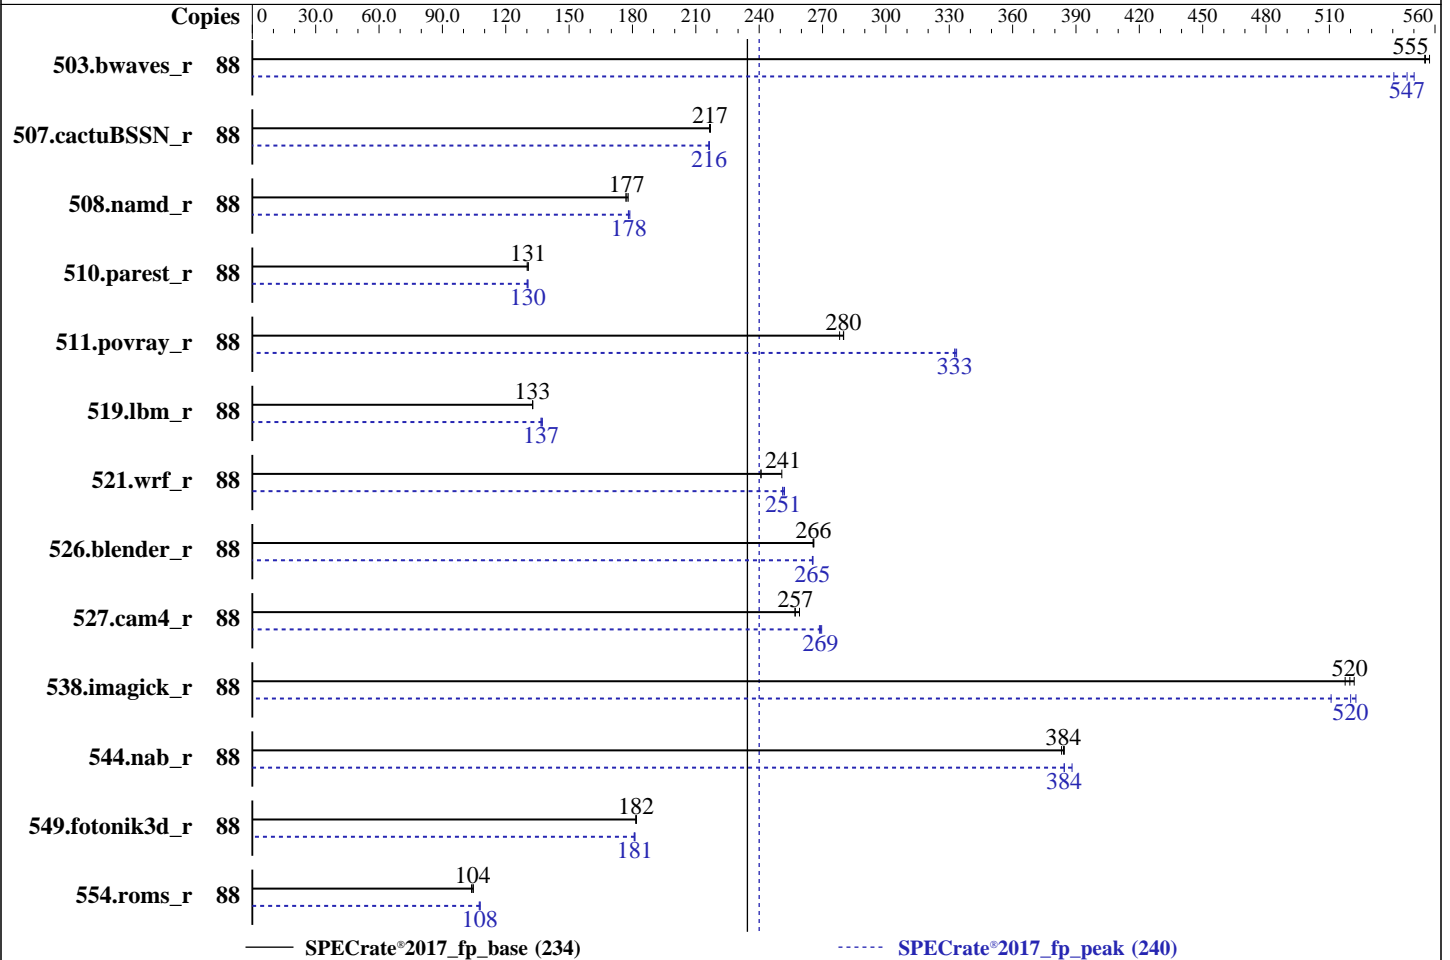 Copies 0 30.0 60.0 90.0 120 150 180 210 240 270 300 330 360 390 420 450 480 510 560
503.bwaves_r 88 555
547
507.cactuBSSN_r 88 217
216
508.namd_r 88 177
178
510.parest_r 88 131
130
511.povray_r 88 280
333
519.lbm_r 88 133
137
521.wrf_r 88 241
251
526.blender_r 88 266
265
527.cam4_r 88 257
269
538.imagick_r 88 520
520
544.nab_r 88 384
384
549.fotonik3d_r 88 182
181
554.roms_r 88 104
108
SPECrate®2017_fp_base (234) SPECrate®2017_fp_peak (240)